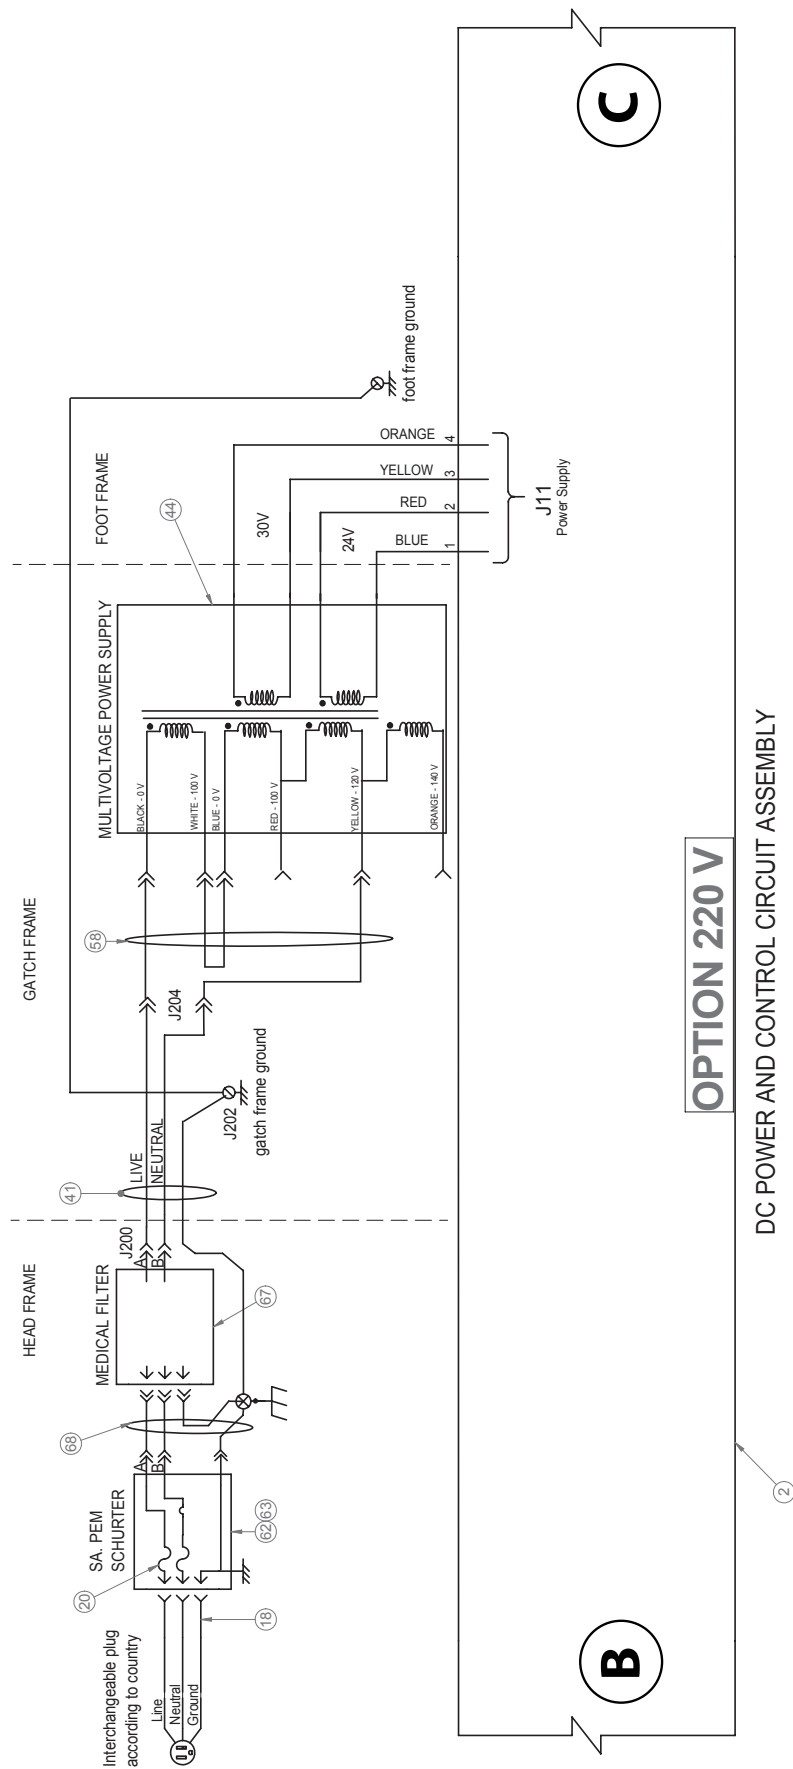 HEAD FRAME
GATCH FRAME
FOOT FRAME
Interchangeable plug
according to country
Line
Neutral
Ground
SA. PEM
SCHURTER
20
18
62
63
A
B
68
MEDICAL FILTER
67
A
B
J200
41
LIVE
NEUTRAL
J202
gatch frame ground
J204
58
MULTIVOLTAGE POWER SUPPLY
BLACK - 0 V
WHITE - 100 V
BLUE - 0 V
RED - 100 V
YELLOW - 120 V
ORANGE - 140 V
44
30V
24V
ORANGE 4
YELLOW 3
RED 2
BLUE 1
J11
Power Supply
foot frame ground
B
C
OPTION 220 V
2
DC POWER AND CONTROL CIRCUIT ASSEMBLY